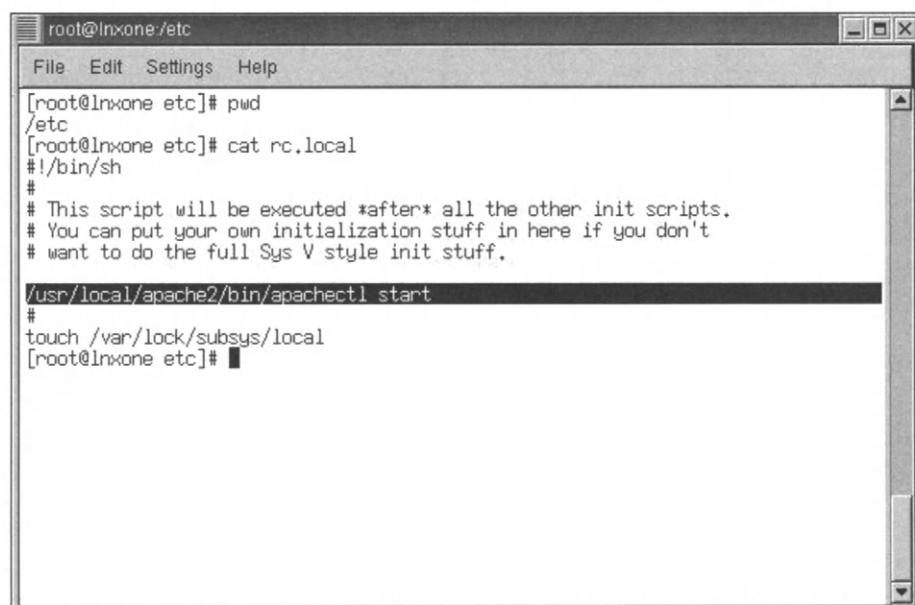 root@lnxone:/etc
File Edit Settings Help
[root@lnxone etc]# pwd
/etc
[root@lnxone etc]# cat rc.local
#!/bin/sh
#
# This script will be executed *after* all the other init scripts.
# You can put your own initialization stuff in here if you don't
# want to do the full Sys V style init stuff.
/usr/local/apache2/bin/apachectl start
#
touch /var/lock/subsys/local
[root@lnxone etc]#